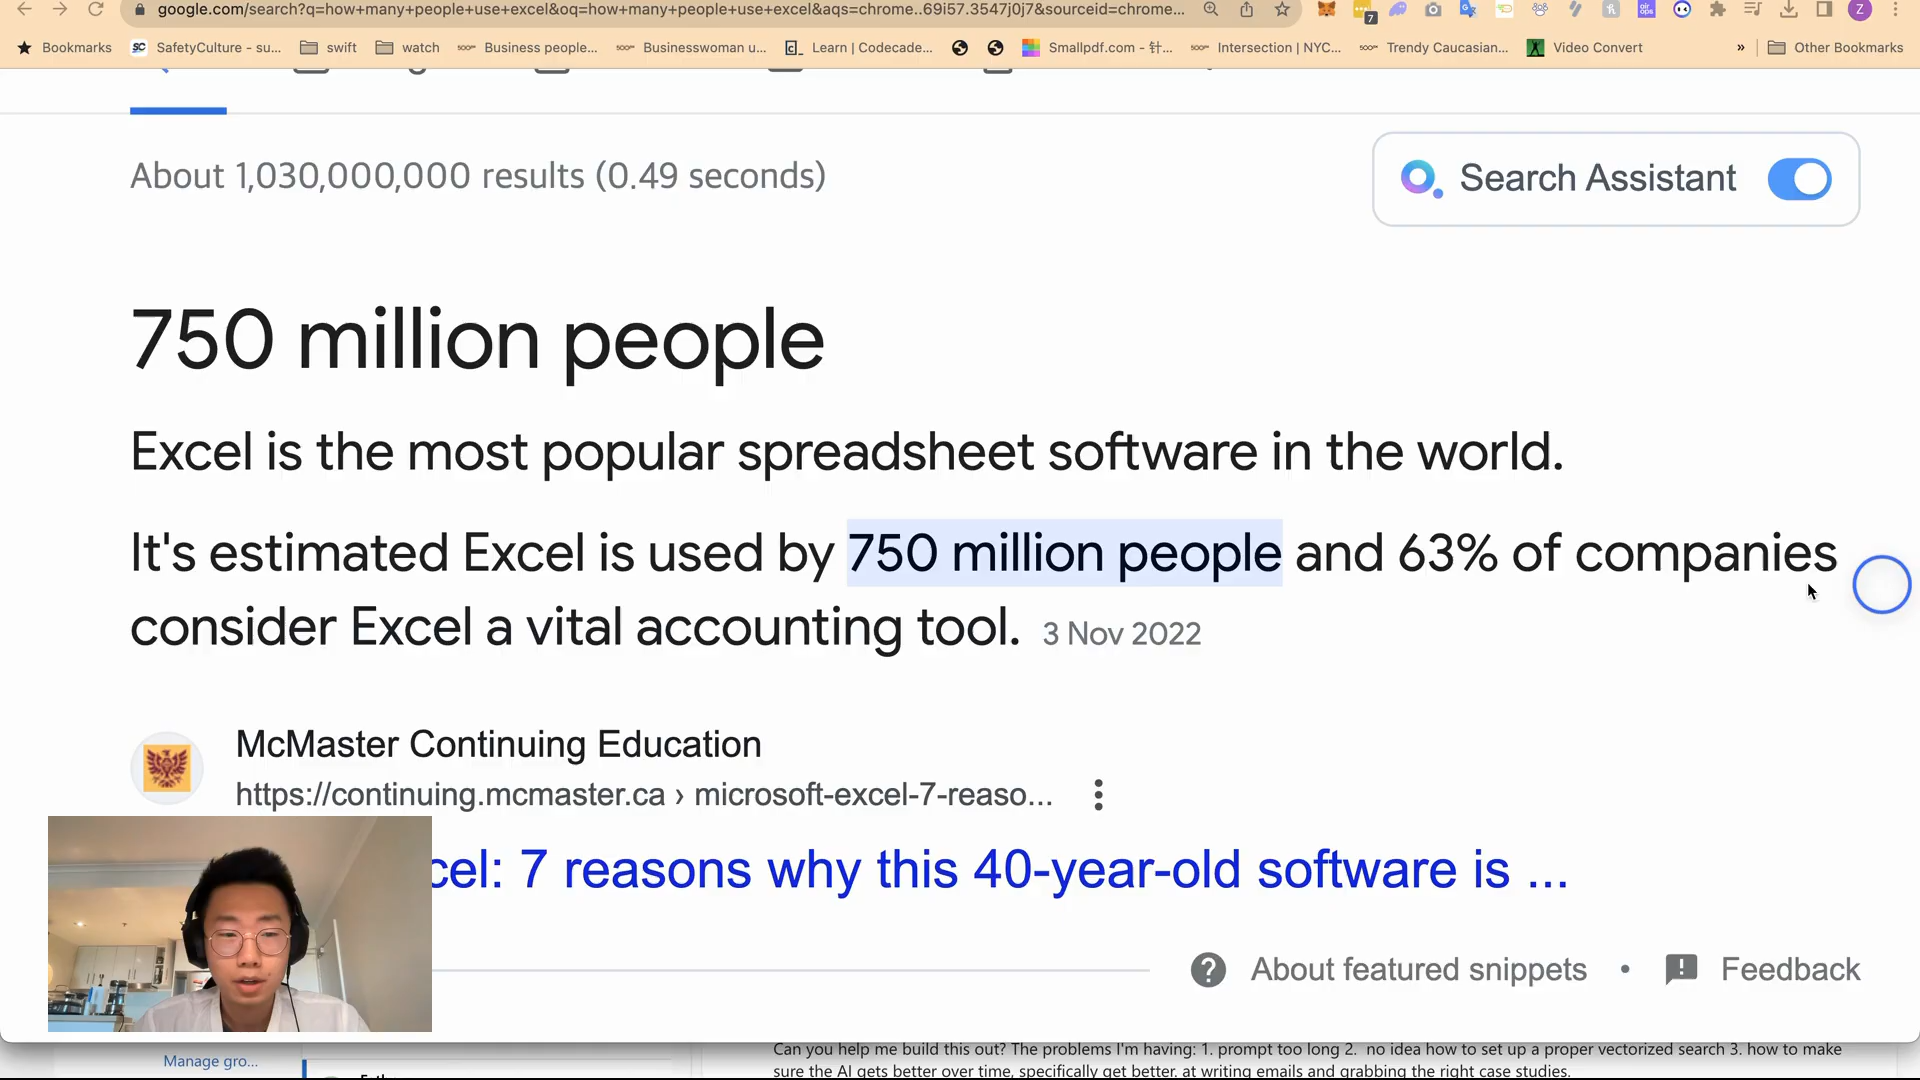 google.com/search?q=how+many+people+use+excel&oq=how+many+people+use+excel&aqs=chrome..69i57.3547j0j7&sourceid=chrome...
7
Z
Bookmarks
SafetyCulture - su...
swift
watch
Business people...
Businesswoman u...
Learn | Codecade...
Smallpdf.com - 针...
Intersection | NYC...
Trendy Caucasian...
Video Convert
»
Other Bookmarks
About 1,030,000,000 results (0.49 seconds)
Search Assistant
750 million people
Excel is the most popular spreadsheet software in the world.
It's estimated Excel is used by 750 million people and 63% of companies
consider Excel a vital accounting tool. 3 Nov 2022
McMaster Continuing Education
https://continuing.mcmaster.ca › microsoft-excel-7-reaso...
cel: 7 reasons why this 40-year-old software is ...
About featured snippets • Feedback
Manage gro...
Can you help me build this out? The problems I'm having: 1. prompt too long 2. no idea how to set up a proper vectorized search 3. how to make
sure the AI gets better over time, specifically get better, at writing emails and grabbing the right case studies.